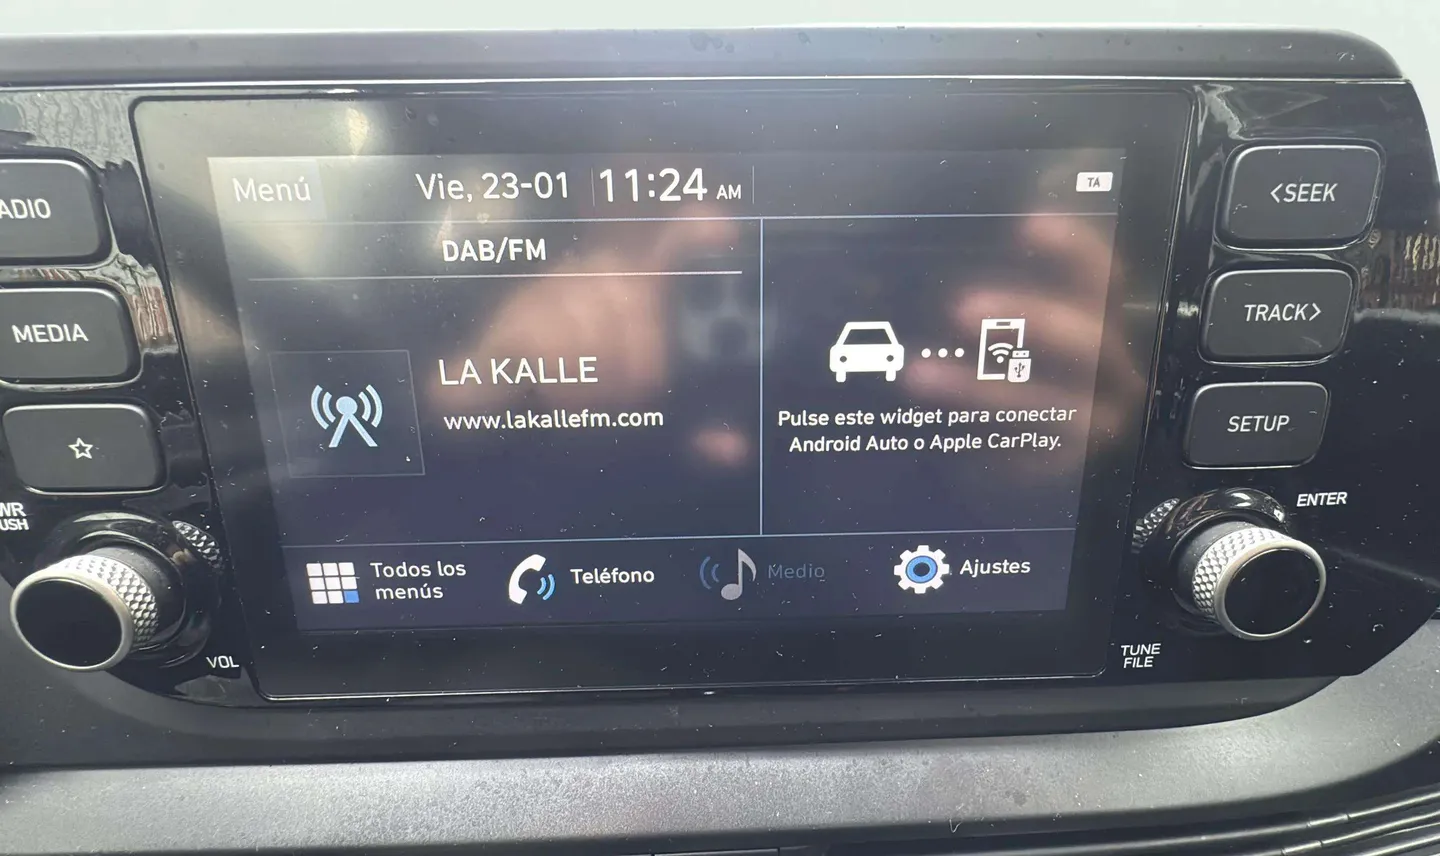 Menú
Vie, 23-01
11:24 AM
TA
DAB/FM
LA KALLE
www.lakallefm.com
Pulse este widget para conectar
Android Auto o Apple CarPlay.
Todos los
menús
Teléfono
Medio
Ajustes
ADIO
MEDIA
WR
USH
VOL
<SEEK
TRACK>
SETUP
ENTER
TUNE
FILE